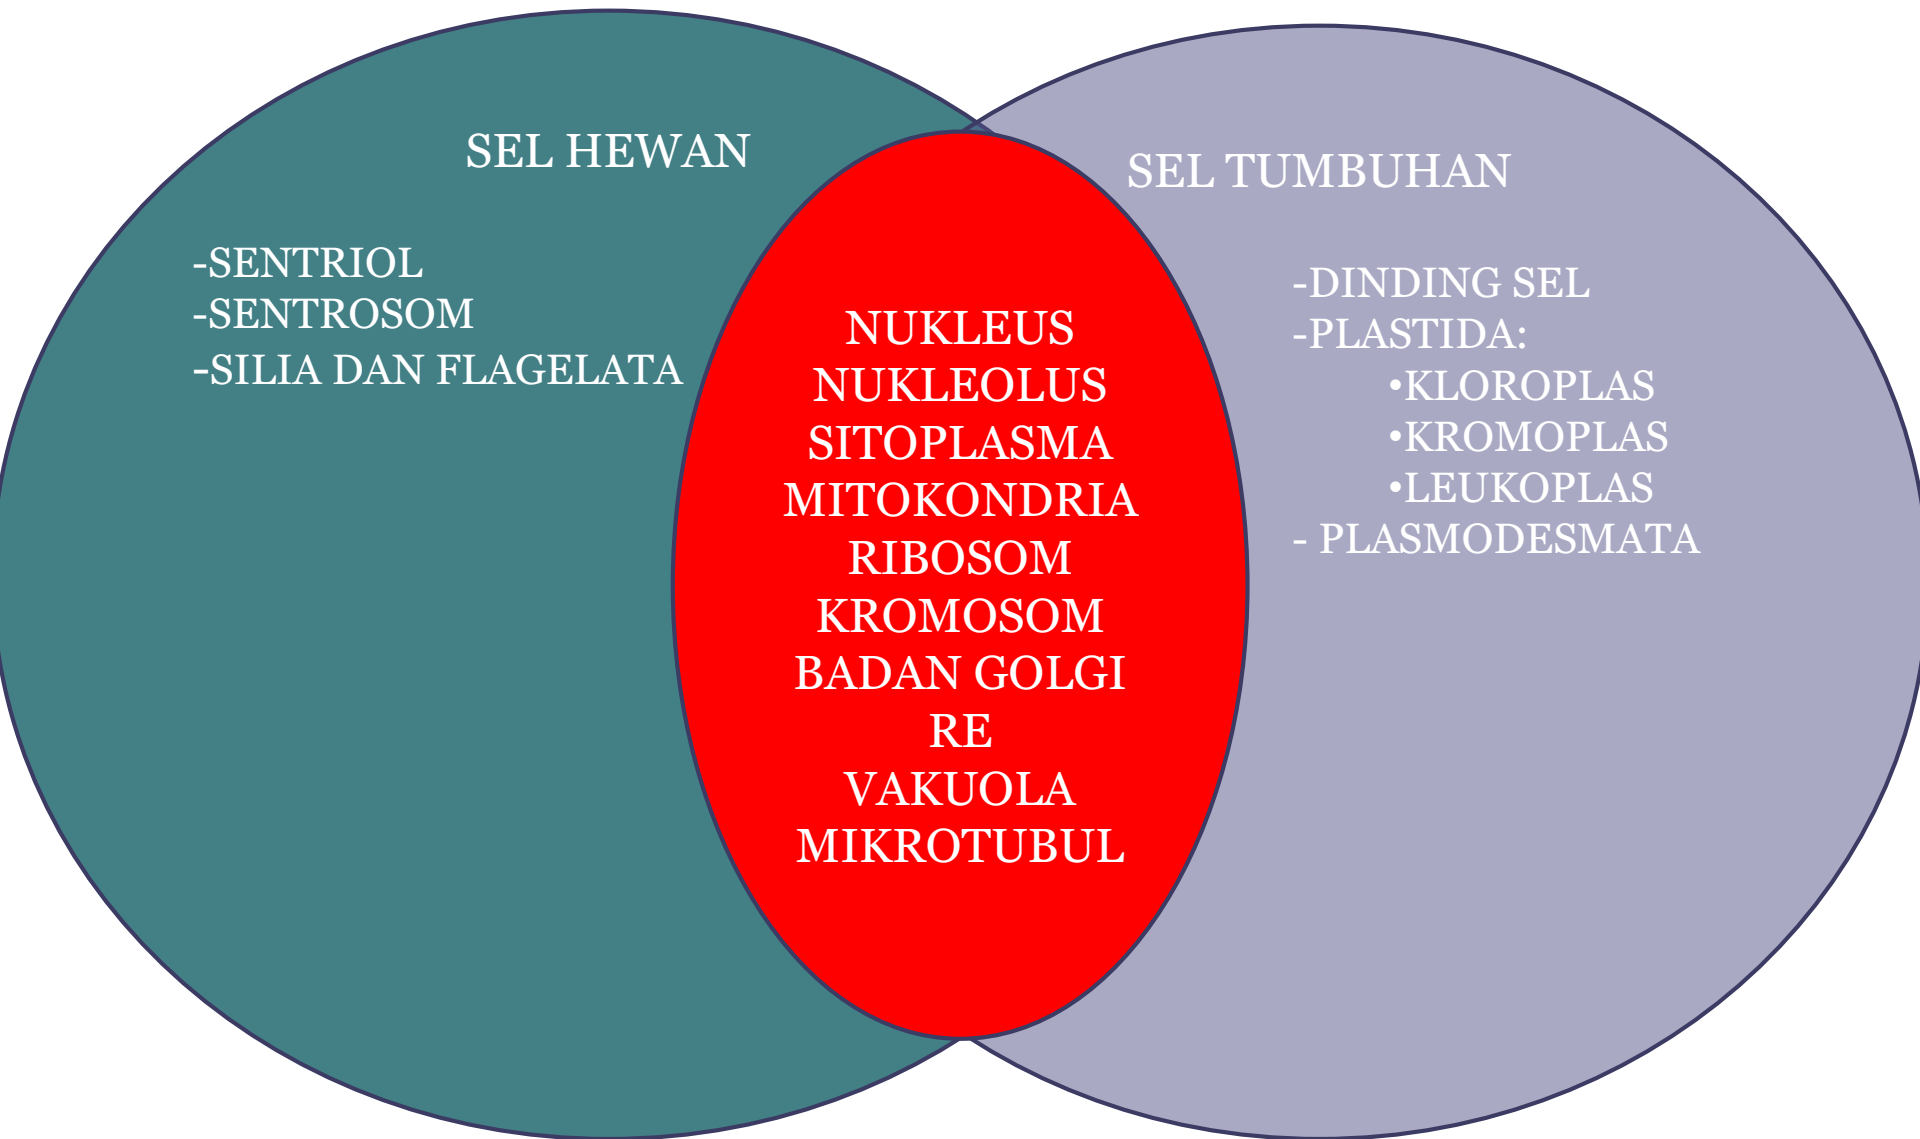 SEL HEWAN
-SENTRIOL
-SENTROSOM
-SILIA DAN FLAGELATA
NUKLEUS
NUKLEOLUS
SITOPLASMA
MITOKONDRIA
RIBOSOM
KROMOSOM
BADAN GOLGI
RE
VAKUOLA
MIKROTUBUL
SEL TUMBUHAN
-DINDING SEL
-PLASTIDA:
•KLOROPLAS
•KROMOPLAS
•LEUKOPLAS
- PLASMODESMATA